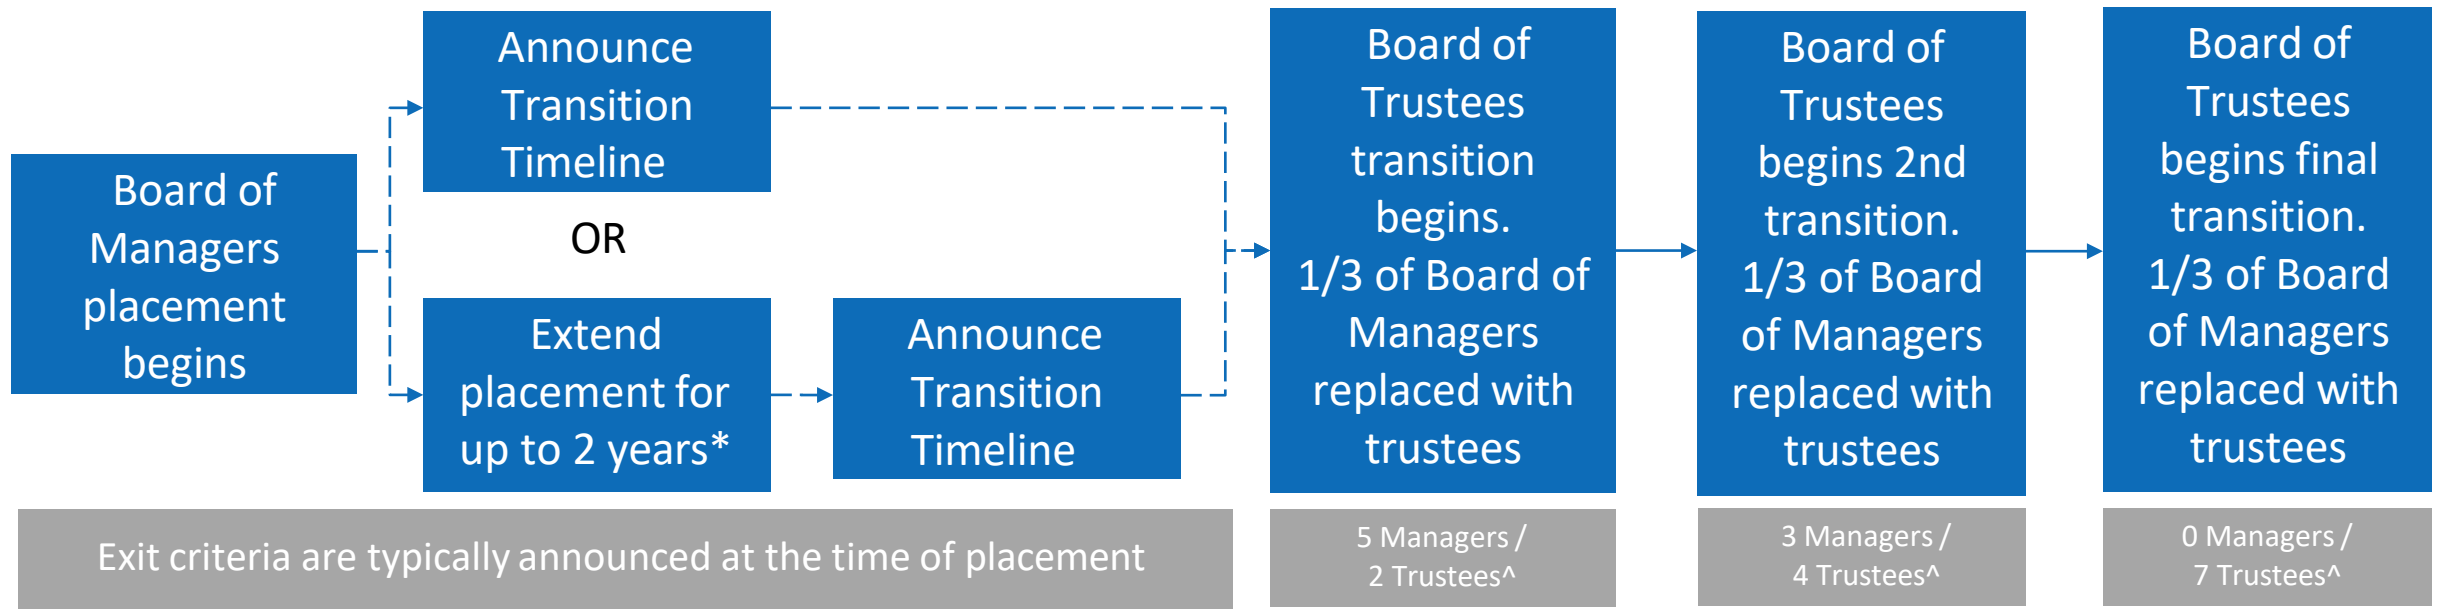 Board of
Managers
placement
begins
Announce
Transition
Timeline
OR
Extend
placement for
up to 2 years*
Announce
Transition
Timeline
Board of
Trustees
transition
begins.
1/3 of Board of
Managers
replaced with
trustees
Board of
Trustees
begins 2nd
transition.
1/3 of Board
of Managers
replaced with
trustees
Board of
Trustees
begins final
transition.
1/3 of Board
of Managers
replaced with
trustees
Exit criteria are typically announced at the time of placement
5 Managers /
2 Trustees^
3 Managers /
4 Trustees^
0 Managers /
7 Trustees^